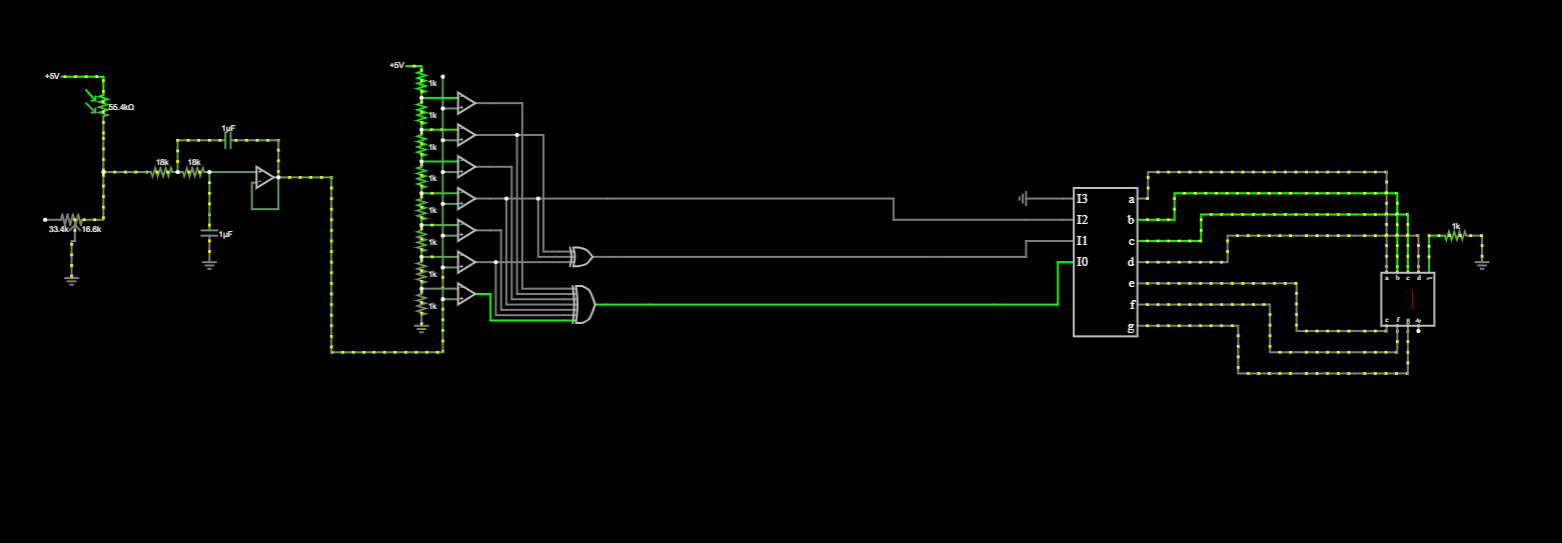 +5V
55.4kΩ
1μF
18k
18k
33.4k
16.6k
1μF
+5V
1k
1k
1k
1k
1k
1k
1k
1k
I3
I2
I1
I0
a
b
c
d
e
f
g
1k
a b c d
e f g dp